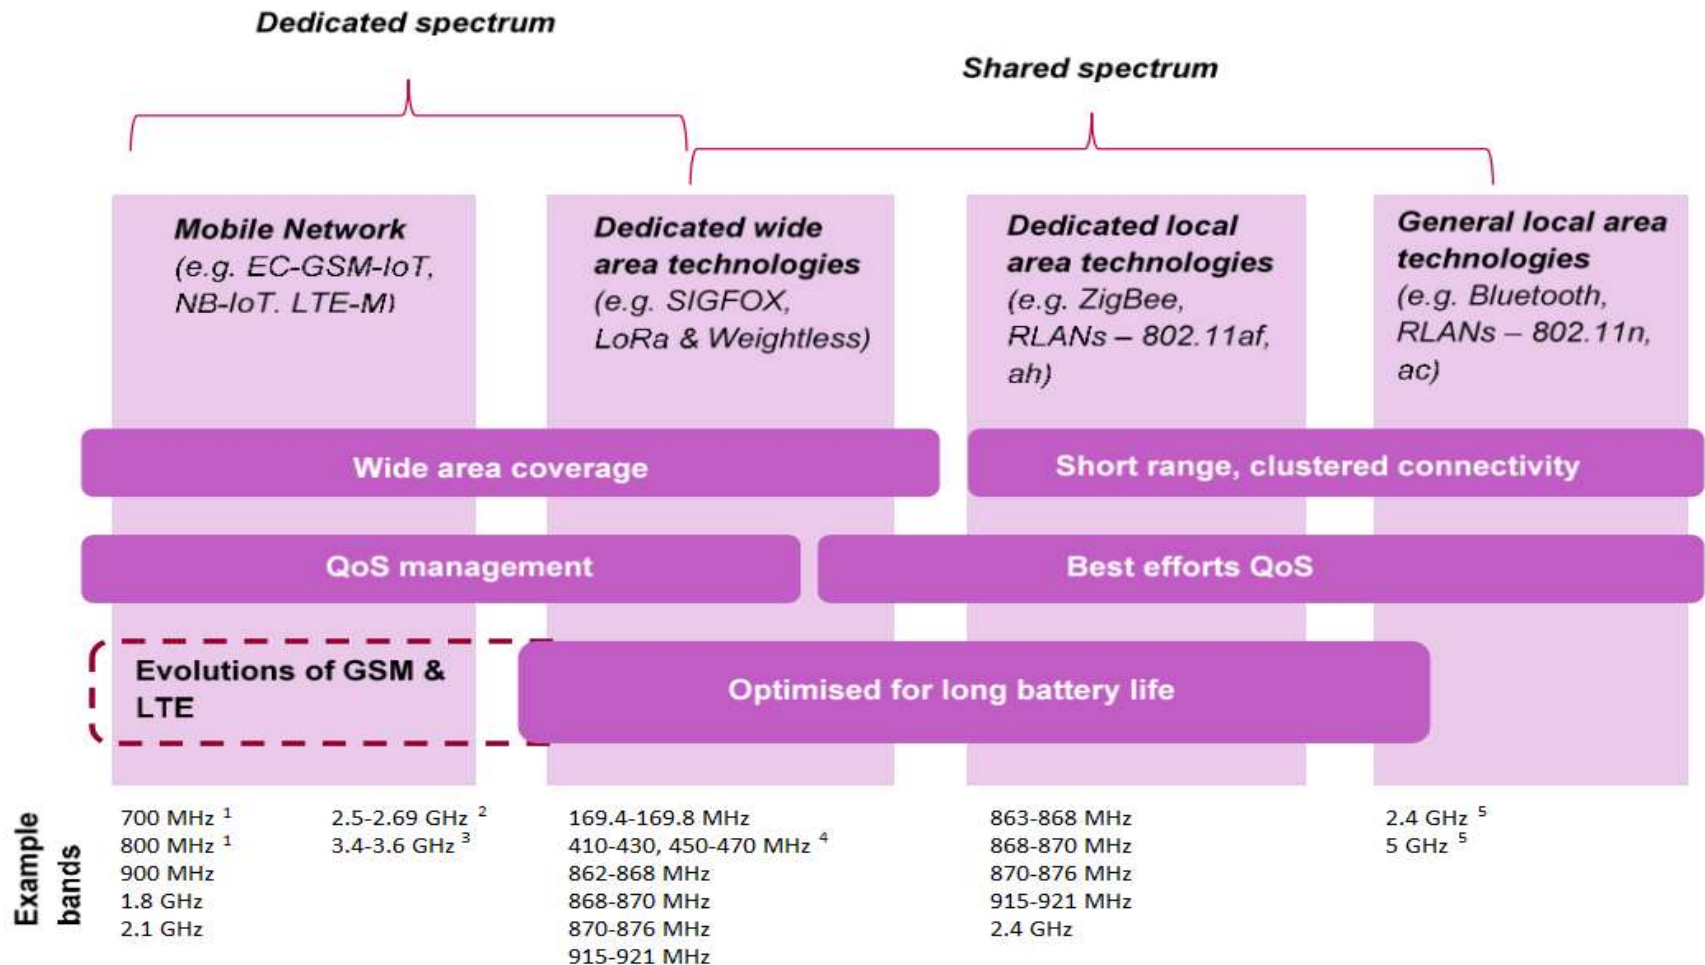 Dedicated spectrum
Shared spectrum
Mobile Network
(e.g. EC-GSM-IoT,
NB-IoT. LTE-M)
Dedicated wide
area technologies
(e.g. SIGFOX,
LoRa & Weightless)
Dedicated local
area technologies
(e.g. ZigBee,
RLANs – 802.11af,
ah)
General local area
technologies
(e.g. Bluetooth,
RLANs – 802.11n,
ac)
Wide area coverage
Short range, clustered connectivity
QoS management
Best efforts QoS
Evolutions of GSM &
LTE
Optimised for long battery life
Example
bands
700 MHz 1
800 MHz 1
900 MHz
1.8 GHz
2.1 GHz
2.5-2.69 GHz 2
3.4-3.6 GHz 3
169.4-169.8 MHz
410-430, 450-470 MHz 4
862-868 MHz
868-870 MHz
870-876 MHz
915-921 MHz
863-868 MHz
868-870 MHz
870-876 MHz
915-921 MHz
2.4 GHz
2.4 GHz 5
5 GHz 5